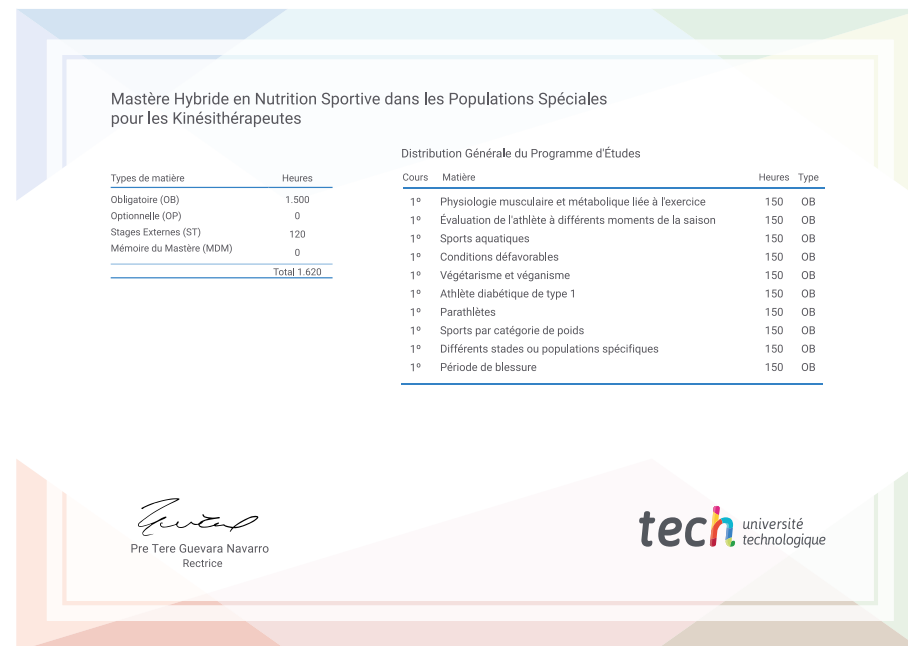 Mastère Hybride en Nutrition Sportive dans les Populations Spéciales
pour les Kinésithérapeutes
Types de matière Heures
Obligatoire (OB) 1.500
Optionnelle (OP) 0
Stages Externes (ST) 120
Mémoire du Mastère (MDM) 0
Total 1.620
Distribution Générale du Programme d'Études
Cours Matière Heures Type
1º Physiologie musculaire et métabolique liée à l'exercice 150 OB
1º Évaluation de l'athlète à différents moments de la saison 150 OB
1º Sports aquatiques 150 OB
1º Conditions défavorables 150 OB
1º Végétarisme et véganisme 150 OB
1º Athlète diabétique de type 1 150 OB
1º Parathlètes 150 OB
1º Sports par catégorie de poids 150 OB
1º Différents stades ou populations spécifiques 150 OB
1º Période de blessure 150 OB
Pre Tere Guevara Navarro
Rectrice
tech université
technologique